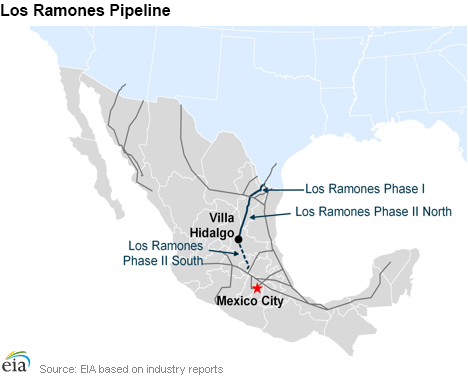 Los Ramones Pipeline
Los Ramones Phase I
Los Ramones Phase II North
Villa
Hidalgo
Los Ramones
Phase II South
Mexico City
eia
Source: EIA based on industry reports